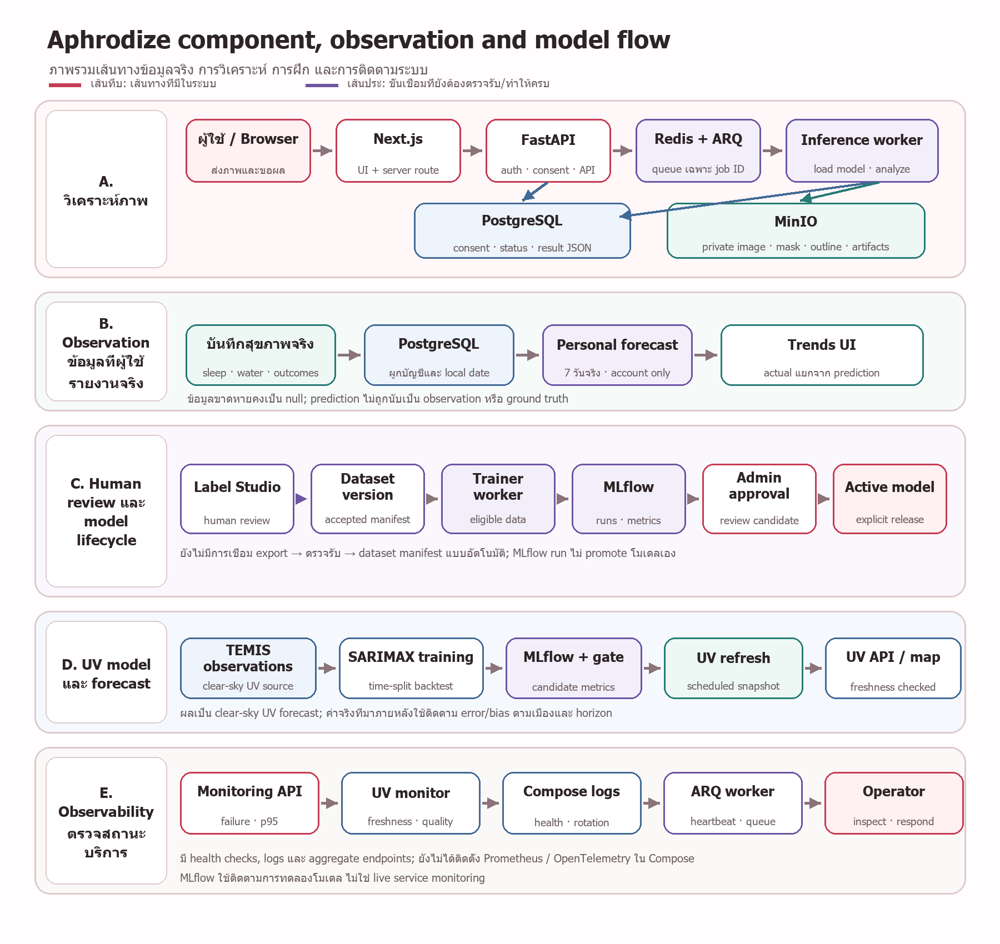 Aphrodize component, observation and model flow
ภาพรวมเส้นทางข้อมูลจริง การวิเคราะห์ การฝึก และการติดตามระบบ
เส้นทึบ: เส้นทางที่มีในระบบ
เส้นประ: ขั้นเชื่อมที่ยังต้องตรวจรับ/ทำให้ครบ
A.
วิเคราะห์ภาพ
ผู้ใช้ / Browser
ส่งภาพและขอผล
Next.js
UI + server route
FastAPI
auth · consent · API
Redis + ARQ
queue เฉพาะ job ID
Inference worker
load model · analyze
PostgreSQL
consent · status · result JSON
MinIO
private image · mask · outline · artifacts
B.
Observation
ข้อมูลที่ผู้ใช้
รายงานจริง
บันทึกสุขภาพจริง
sleep · water · outcomes
PostgreSQL
ผูกบัญชีและ local date
Personal forecast
7 วันจริง · account only
Trends UI
actual แยกจาก prediction
ข้อมูลขาดหายคงเป็น null; prediction ไม่ถูกนับเป็น observation หรือ ground truth
C. Human
review และ
model
lifecycle
Label Studio
human review
Dataset
version
accepted manifest
Trainer
worker
eligible data
MLflow
runs · metrics
Admin
approval
review candidate
Active model
explicit release
ยังไม่มีการเชื่อม export → ตรวจรับ → dataset manifest แบบอัตโนมัติ; MLflow run ไม่ promote โมเดลเอง
D. UV model
และ forecast
TEMIS
observations
clear-sky UV source
SARIMAX training
time-split backtest
MLflow + gate
candidate metrics
UV refresh
scheduled snapshot
UV API / map
freshness checked
ผลเป็น clear-sky UV forecast; ค่าจริงที่มาภายหลังใช้ติดตาม error/bias ตามเมืองและ horizon
E.
Observability
ตรวจสถานะ
บริการ
Monitoring API
failure · p95
UV monitor
freshness · quality
Compose logs
health · rotation
ARQ worker
heartbeat · queue
Operator
inspect · respond
มี health checks, logs และ aggregate endpoints; ยังไม่ได้ติดตั้ง Prometheus / OpenTelemetry ใน Compose
MLflow ใช้ติดตามการทดลองโมเดล ไม่ใช่ live service monitoring